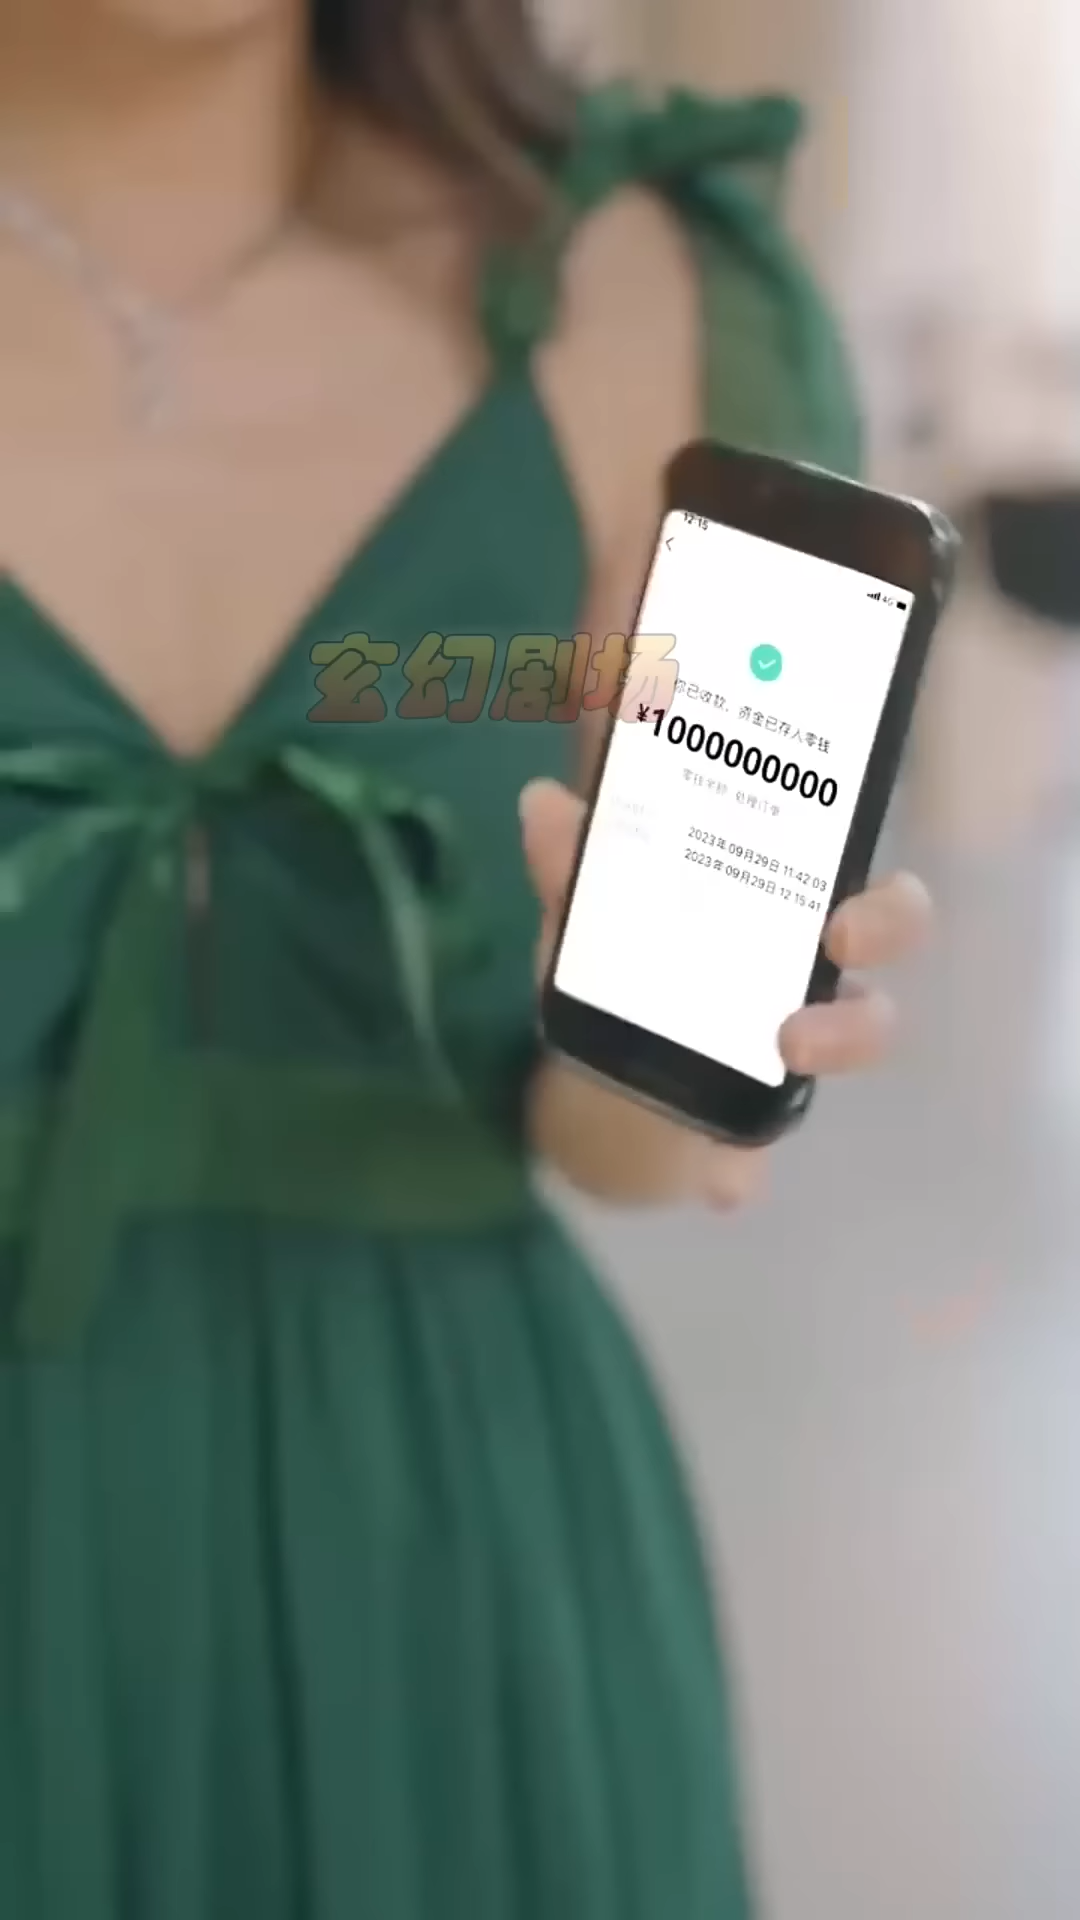 12:15
4G
玄幻剧场
你已收款，资金已存入零钱
¥1000000000
2023年09月29日 11:42:03
2023年09月29日 12:15:41